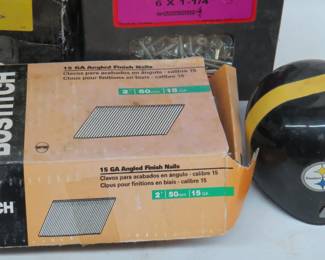 6 X 1-1/4
BOSTITCH
15 GA Angled Finish Nails
Clavos para acabados en ángulo - calibre 15
Clous pour finitions en biais - calibre 15
2" 50mm 15 GA
15 GA Angled Finish Nails
Clavos para acabados en ángulo - calibre 15
Clous pour finitions en biais - calibre 15
2" 50mm 15 GA
TCH
Steelers